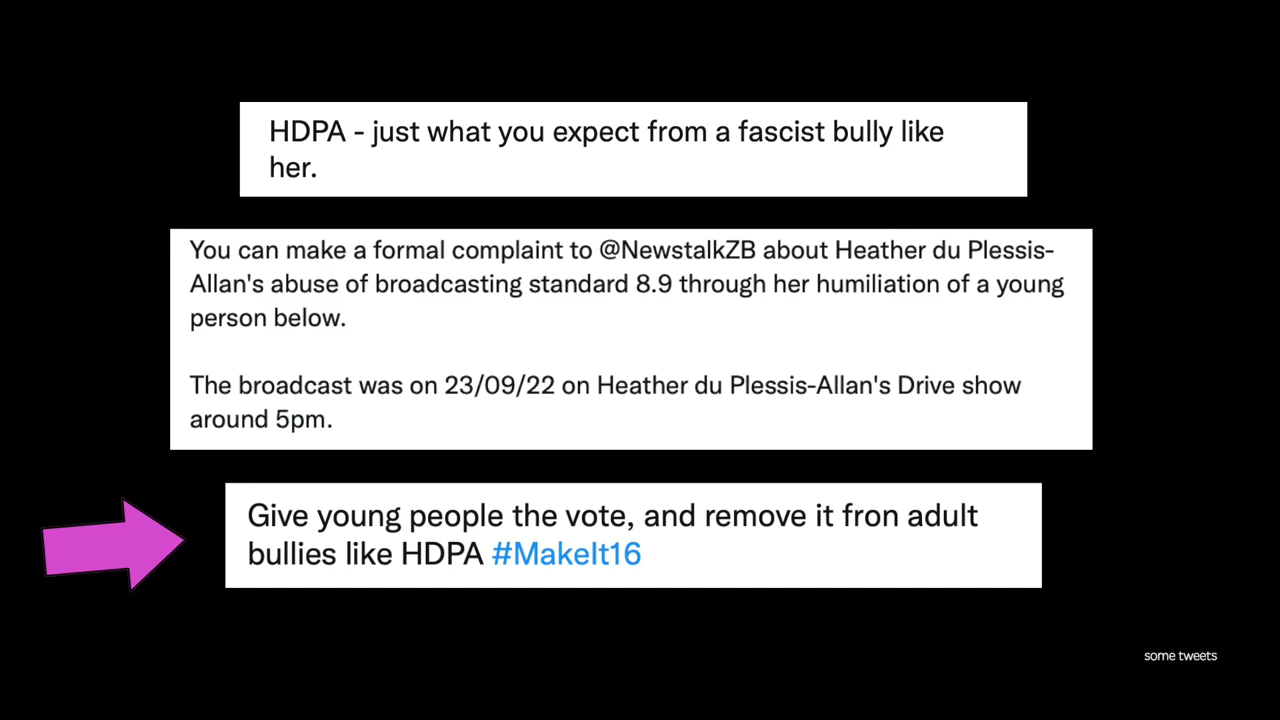 HDPA - just what you expect from a fascist bully like
her.
You can make a formal complaint to @NewstalkZB about Heather du Plessis-
Allan's abuse of broadcasting standard 8.9 through her humiliation of a young
person below.
The broadcast was on 23/09/22 on Heather du Plessis-Allan's Drive show
around 5pm.
Give young people the vote, and remove it fron adult
bullies like HDPA #MakeIt16
some tweets